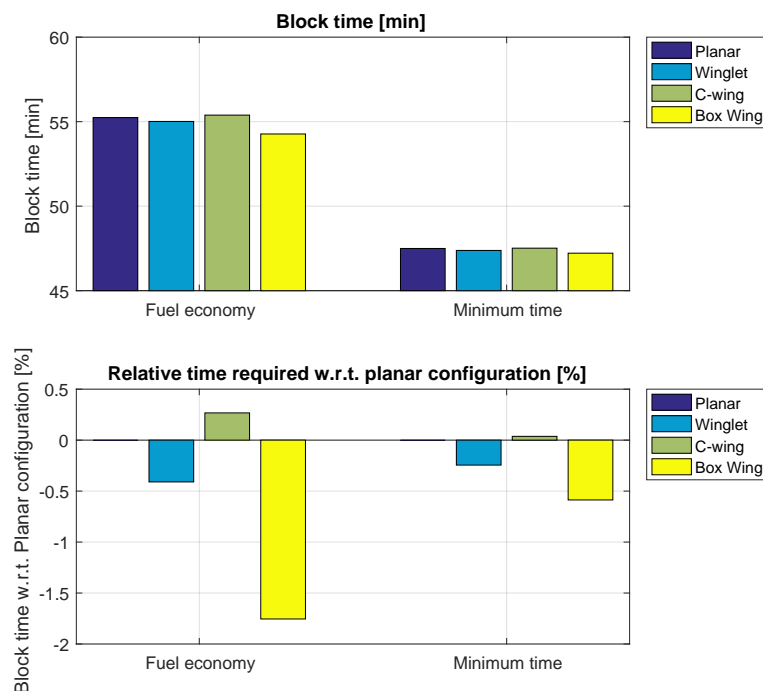 Block time [min]
60
55
50
45
Block time [min]
Fuel economy
Minimum time
Planar
Winglet
C-wing
Box Wing
Relative time required w.r.t. planar configuration [%]
0.5
0
-0.5
-1
-1.5
-2
Block time w.r.t. Planar configuration [%]
Fuel economy
Minimum time
Planar
Winglet
C-wing
Box Wing